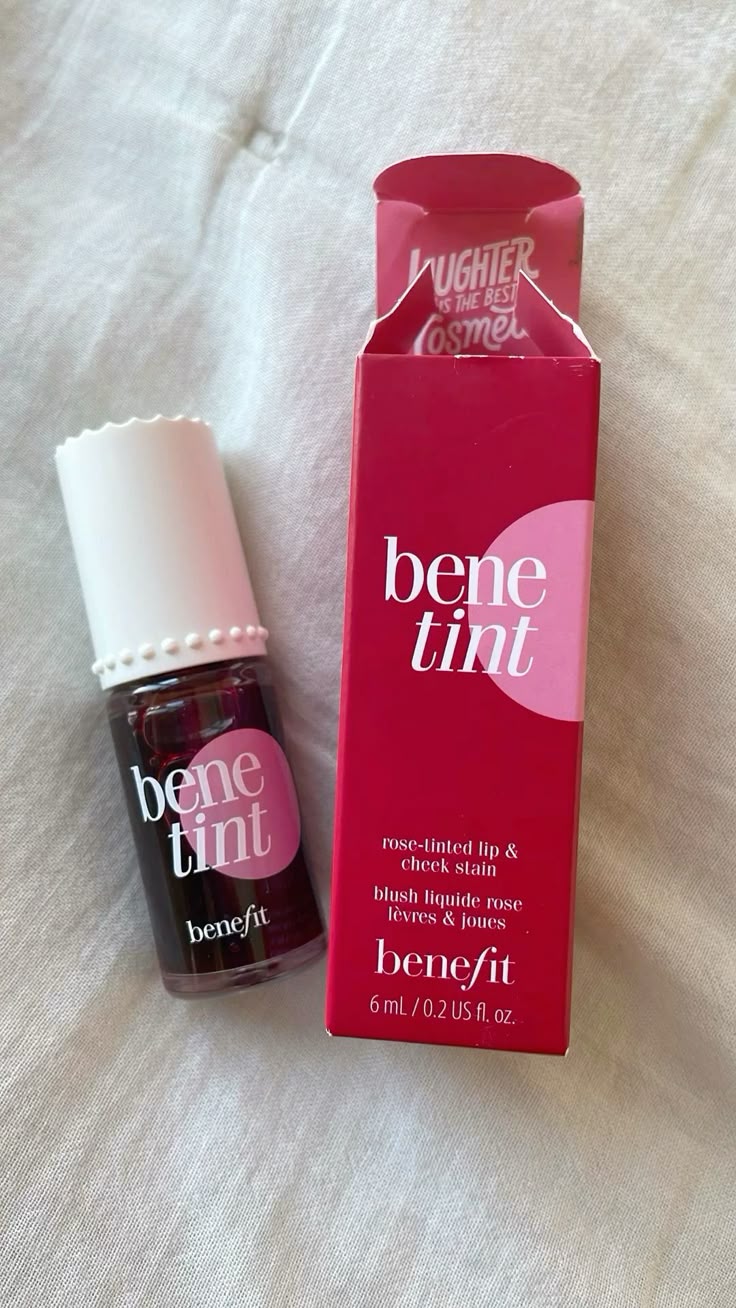 LAUGHTER
IS THE BEST
Cosmetic
bene
tint
rose-tinted lip &
cheek stain
blush liquide rose
lèvres & joues
benefit
6 mL / 0.2 US fl. oz.
bene
tint
benefit